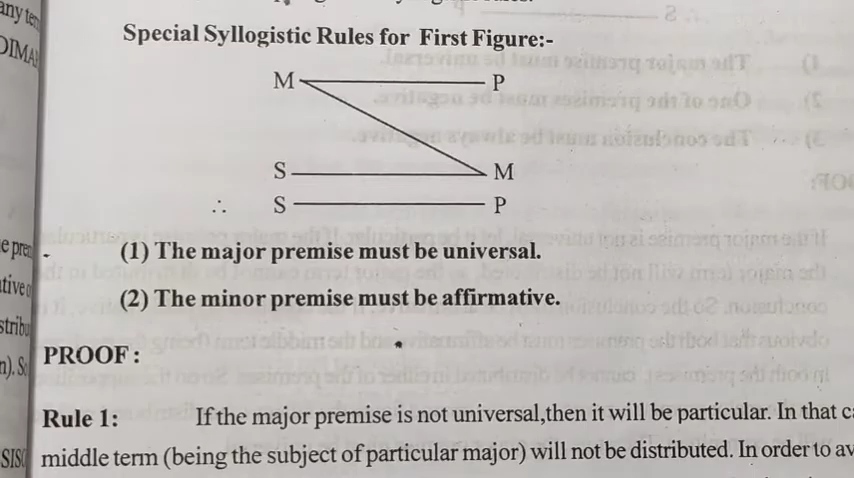 Special Syllogistic Rules for First Figure:-
M P
S M
∴ S P
(1) The major premise must be universal.
(2) The minor premise must be affirmative.
PROOF :
Rule 1: If the major premise is not universal,then it will be particular. In that
middle term (being the subject of particular major) will not be distributed. In order to